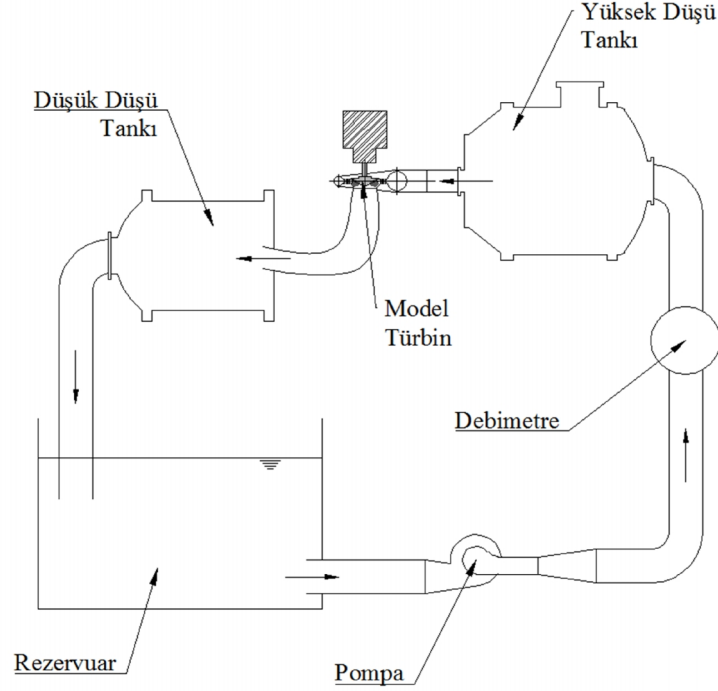 Yüksek Düşü
Tankı
Düşük Düşü
Tankı
Model
Türbin
Debimetre
Rezervuar
Pompa